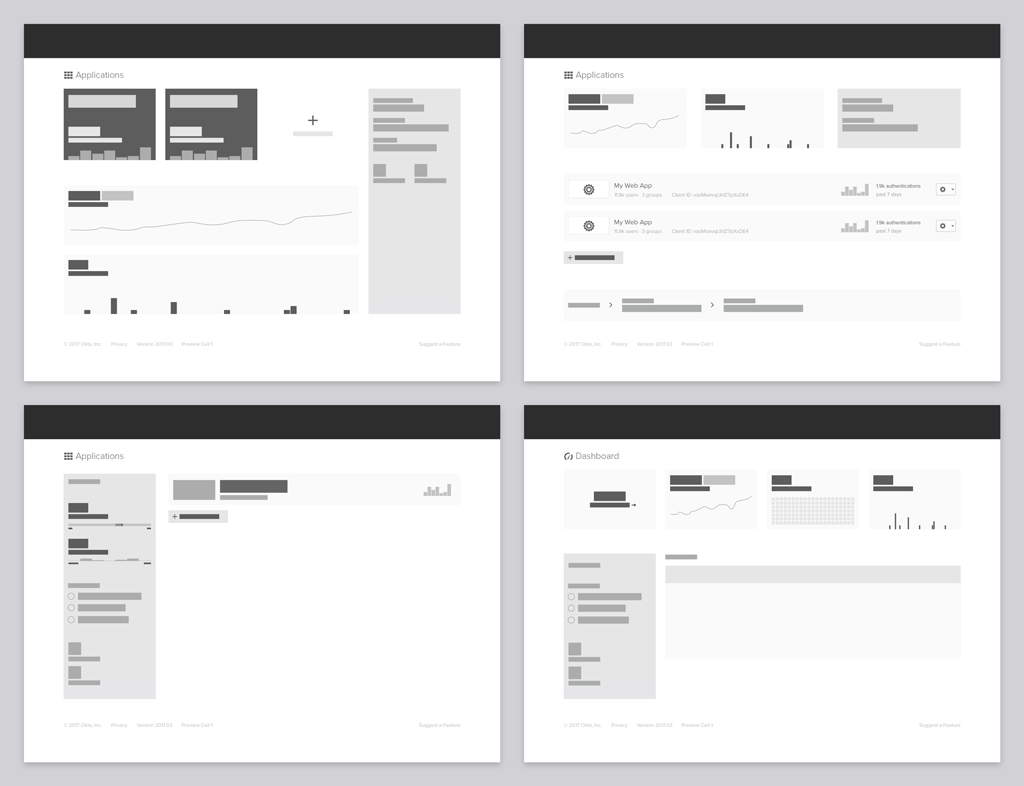 Applications
© 2017 Okta, Inc. Privacy Version 2017.03 Preview Cell 1 Suggest a Feature
Applications
My Web App
11.8k users · 3 groups Client ID:
1.9k authentications
past 7 days
My Web App
11.8k users · 3 groups Client ID:
1.9k authentications
past 7 days
© 2017 Okta, Inc. Privacy Version 2017.03 Preview Cell 1 Suggest a Feature
Applications
© 2017 Okta, Inc. Privacy Version 2017.03 Preview Cell 1 Suggest a Feature
Dashboard
© 2017 Okta, Inc. Privacy Version 2017.03 Preview Cell 1 Suggest a Feature